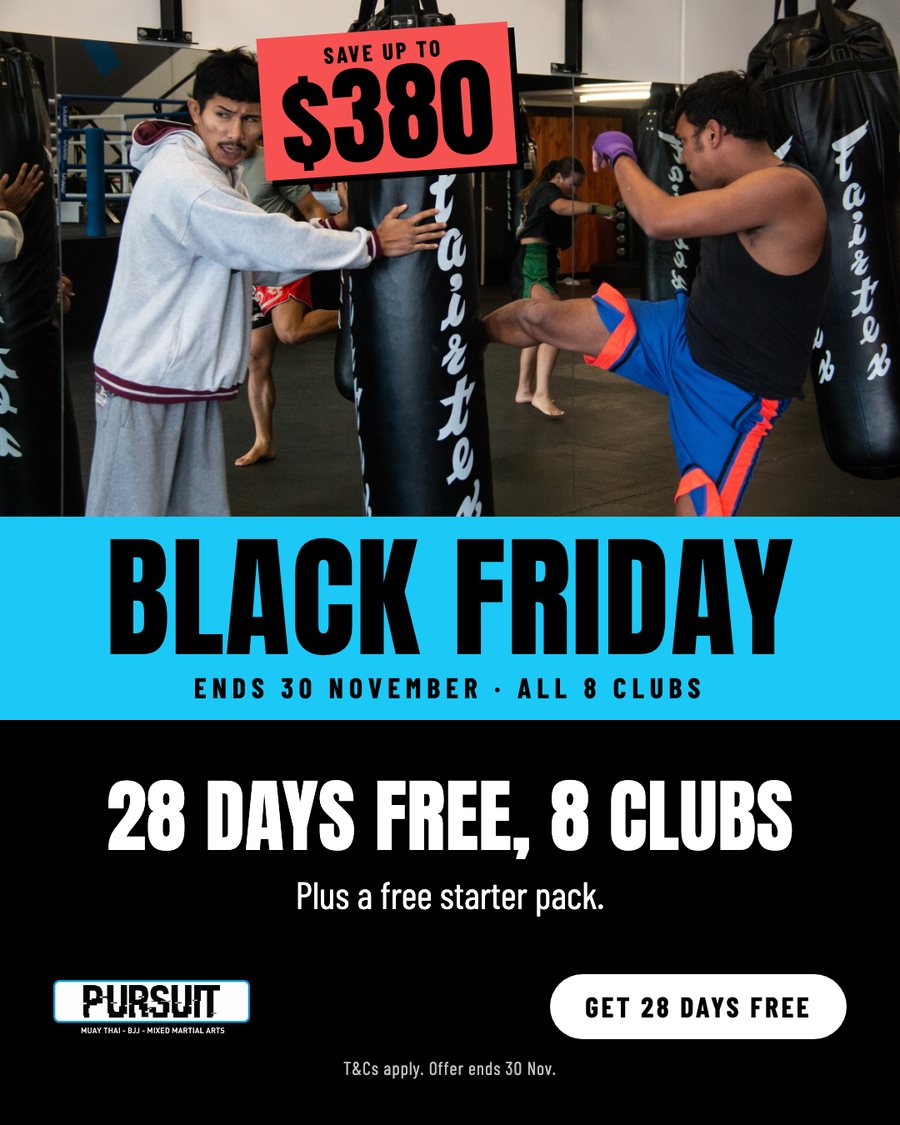 SAVE UP TO
$380
fairtex
fairtex
BLACK FRIDAY
ENDS 30 NOVEMBER · ALL 8 CLUBS
28 DAYS FREE, 8 CLUBS
Plus a free starter pack.
PURSUIT
MUAY THAI - BJJ - MIXED MARTIAL ARTS
GET 28 DAYS FREE
T&Cs apply. Offer ends 30 Nov.